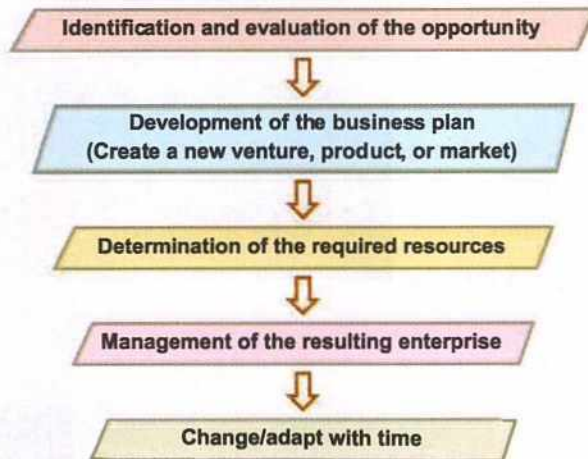 Identification and evaluation of the opportunity
Development of the business plan
(Create a new venture, product, or market)
Determination of the required resources
Management of the resulting enterprise
Change/adapt with time